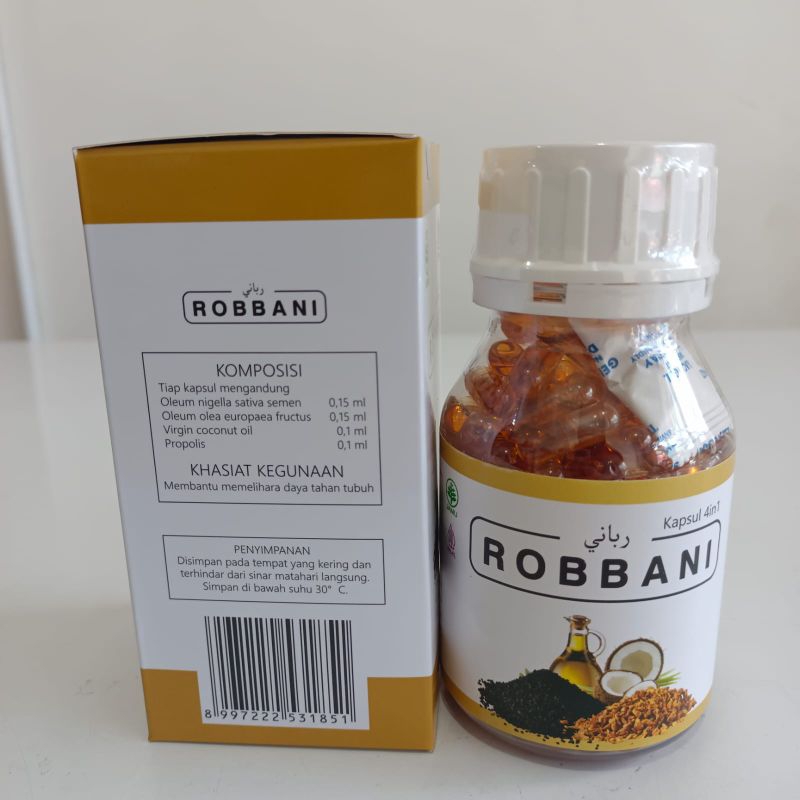 رباني
ROBBANI
KOMPOSISI
Tiap kapsul mengandung
Oleum nigella sativa semen 0,15 ml
Oleum olea europaea fructus 0,15 ml
Virgin coconut oil 0,1 ml
Propolis 0,1 ml
KHASIAT KEGUNAAN
Membantu memelihara daya tahan tubuh
PENYIMPANAN
Disimpan pada tempat yang kering dan
terhindar dari sinar matahari langsung.
Simpan di bawah suhu 30° C.
8 997222 531851
JAMU
Kapsul 4in1
رباني
ROBBANI